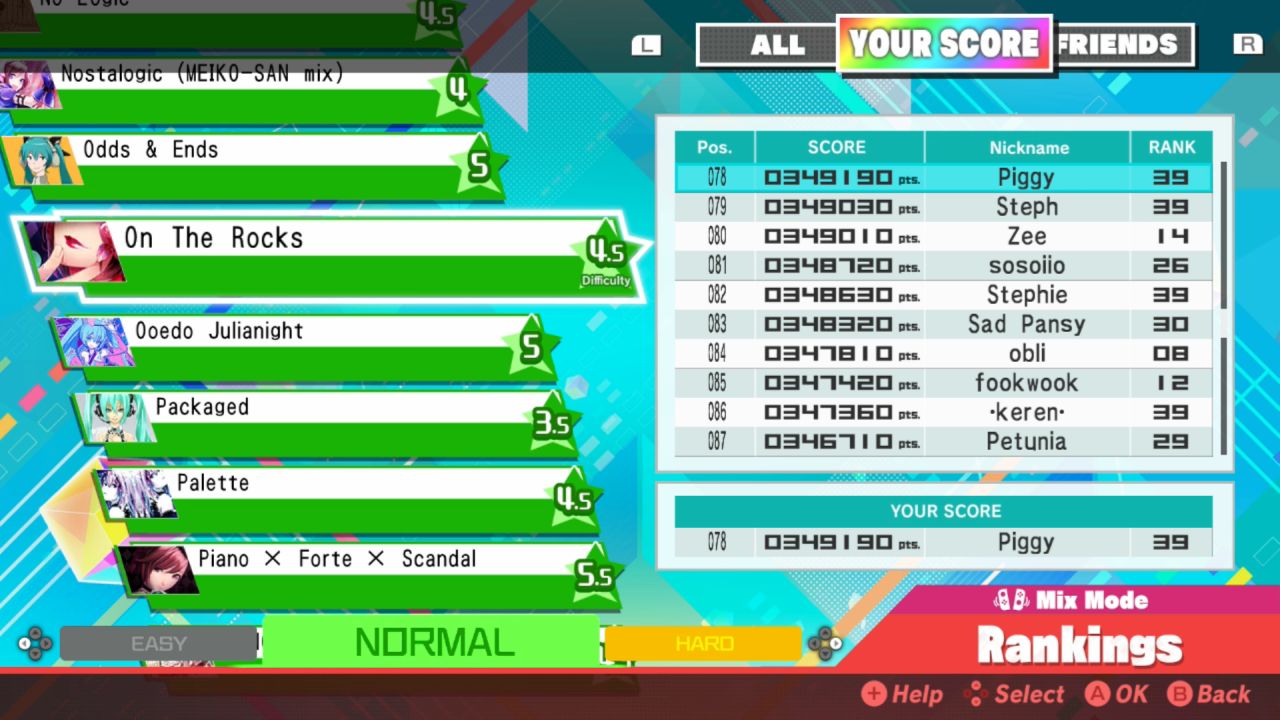 No Logic
4.5
Nostalogic (MEIKO-SAN mix)
4
Odds & Ends
5
On The Rocks
4.5
Difficulty
Ooedo Julianight
5
Packaged
3.5
Palette
4.5
Piano × Forte × Scandal
5.5
EASY
NORMAL
HARD
L
ALL
YOUR SCORE
FRIENDS
R
Pos. SCORE Nickname RANK
078 0349190 pts. Piggy 39
079 0349030 pts. Steph 39
080 0349010 pts. Zee 14
081 0348720 pts. sosoiio 26
082 0348630 pts. Stephie 39
083 0348320 pts. Sad Pansy 30
084 0347810 pts. obli 08
085 0347420 pts. fookwook 12
086 0347360 pts. ·keren· 39
087 0346710 pts. Petunia 29
YOUR SCORE
078 0349190 pts. Piggy 39
Mix Mode
Rankings
+ Help Select A OK B Back